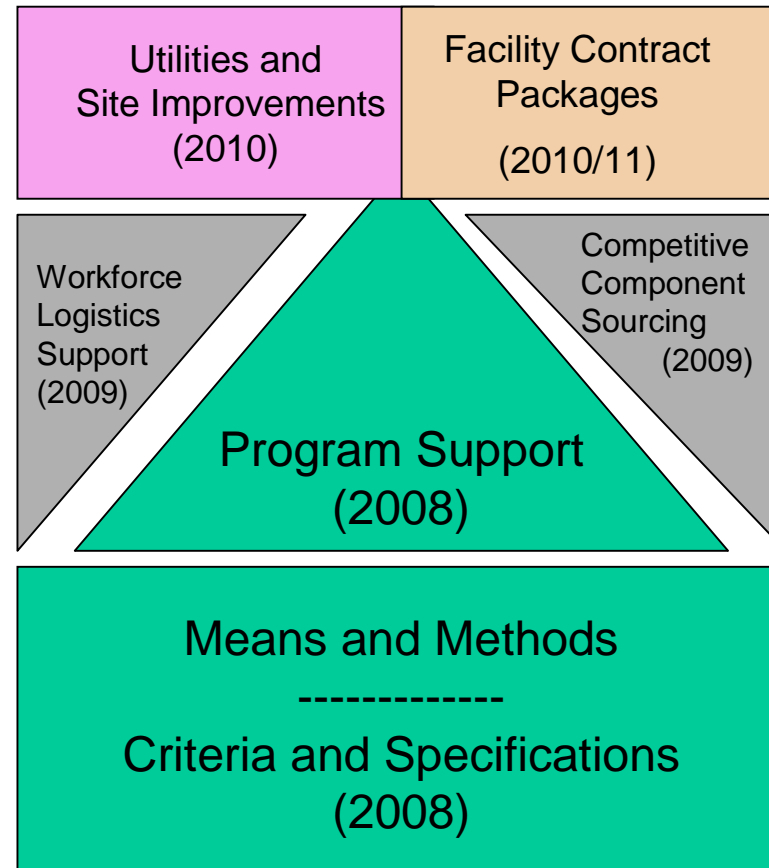 Utilities and
Site Improvements
(2010)
Facility Contract
Packages
(2010/11)
Workforce
Logistics
Support
(2009)
Competitive
Component
Sourcing
(2009)
Program Support
(2008)
Means and Methods
-------------
Criteria and Specifications
(2008)